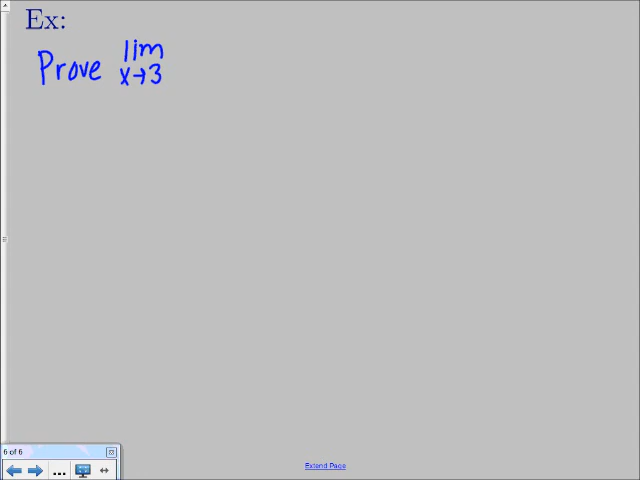 Ex:
Prove lim
x→3
6 of 6
...
Extend Page